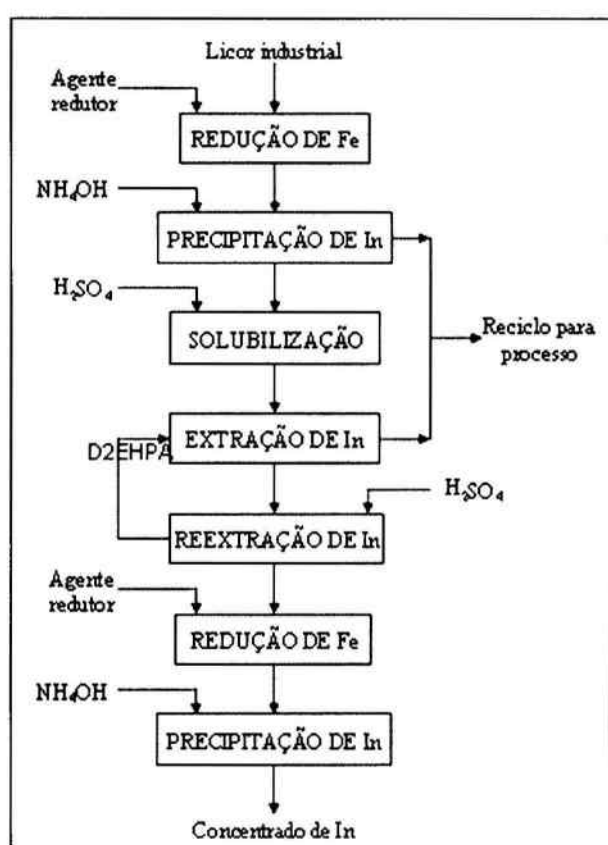 Licor industrial
Agente
redutor
REDUÇÃO DE Fe
NH₄OH
PRECIPITAÇÃO DE In
H₂SO₄
SOLUBILIZAÇÃO
Reciclo para
processo
EXTRAÇÃO DE In
D2EHPA
H₂SO₄
REEXTRAÇÃO DE In
Agente
redutor
REDUÇÃO DE Fe
NH₄OH
PRECIPITAÇÃO DE In
Concentrado de In